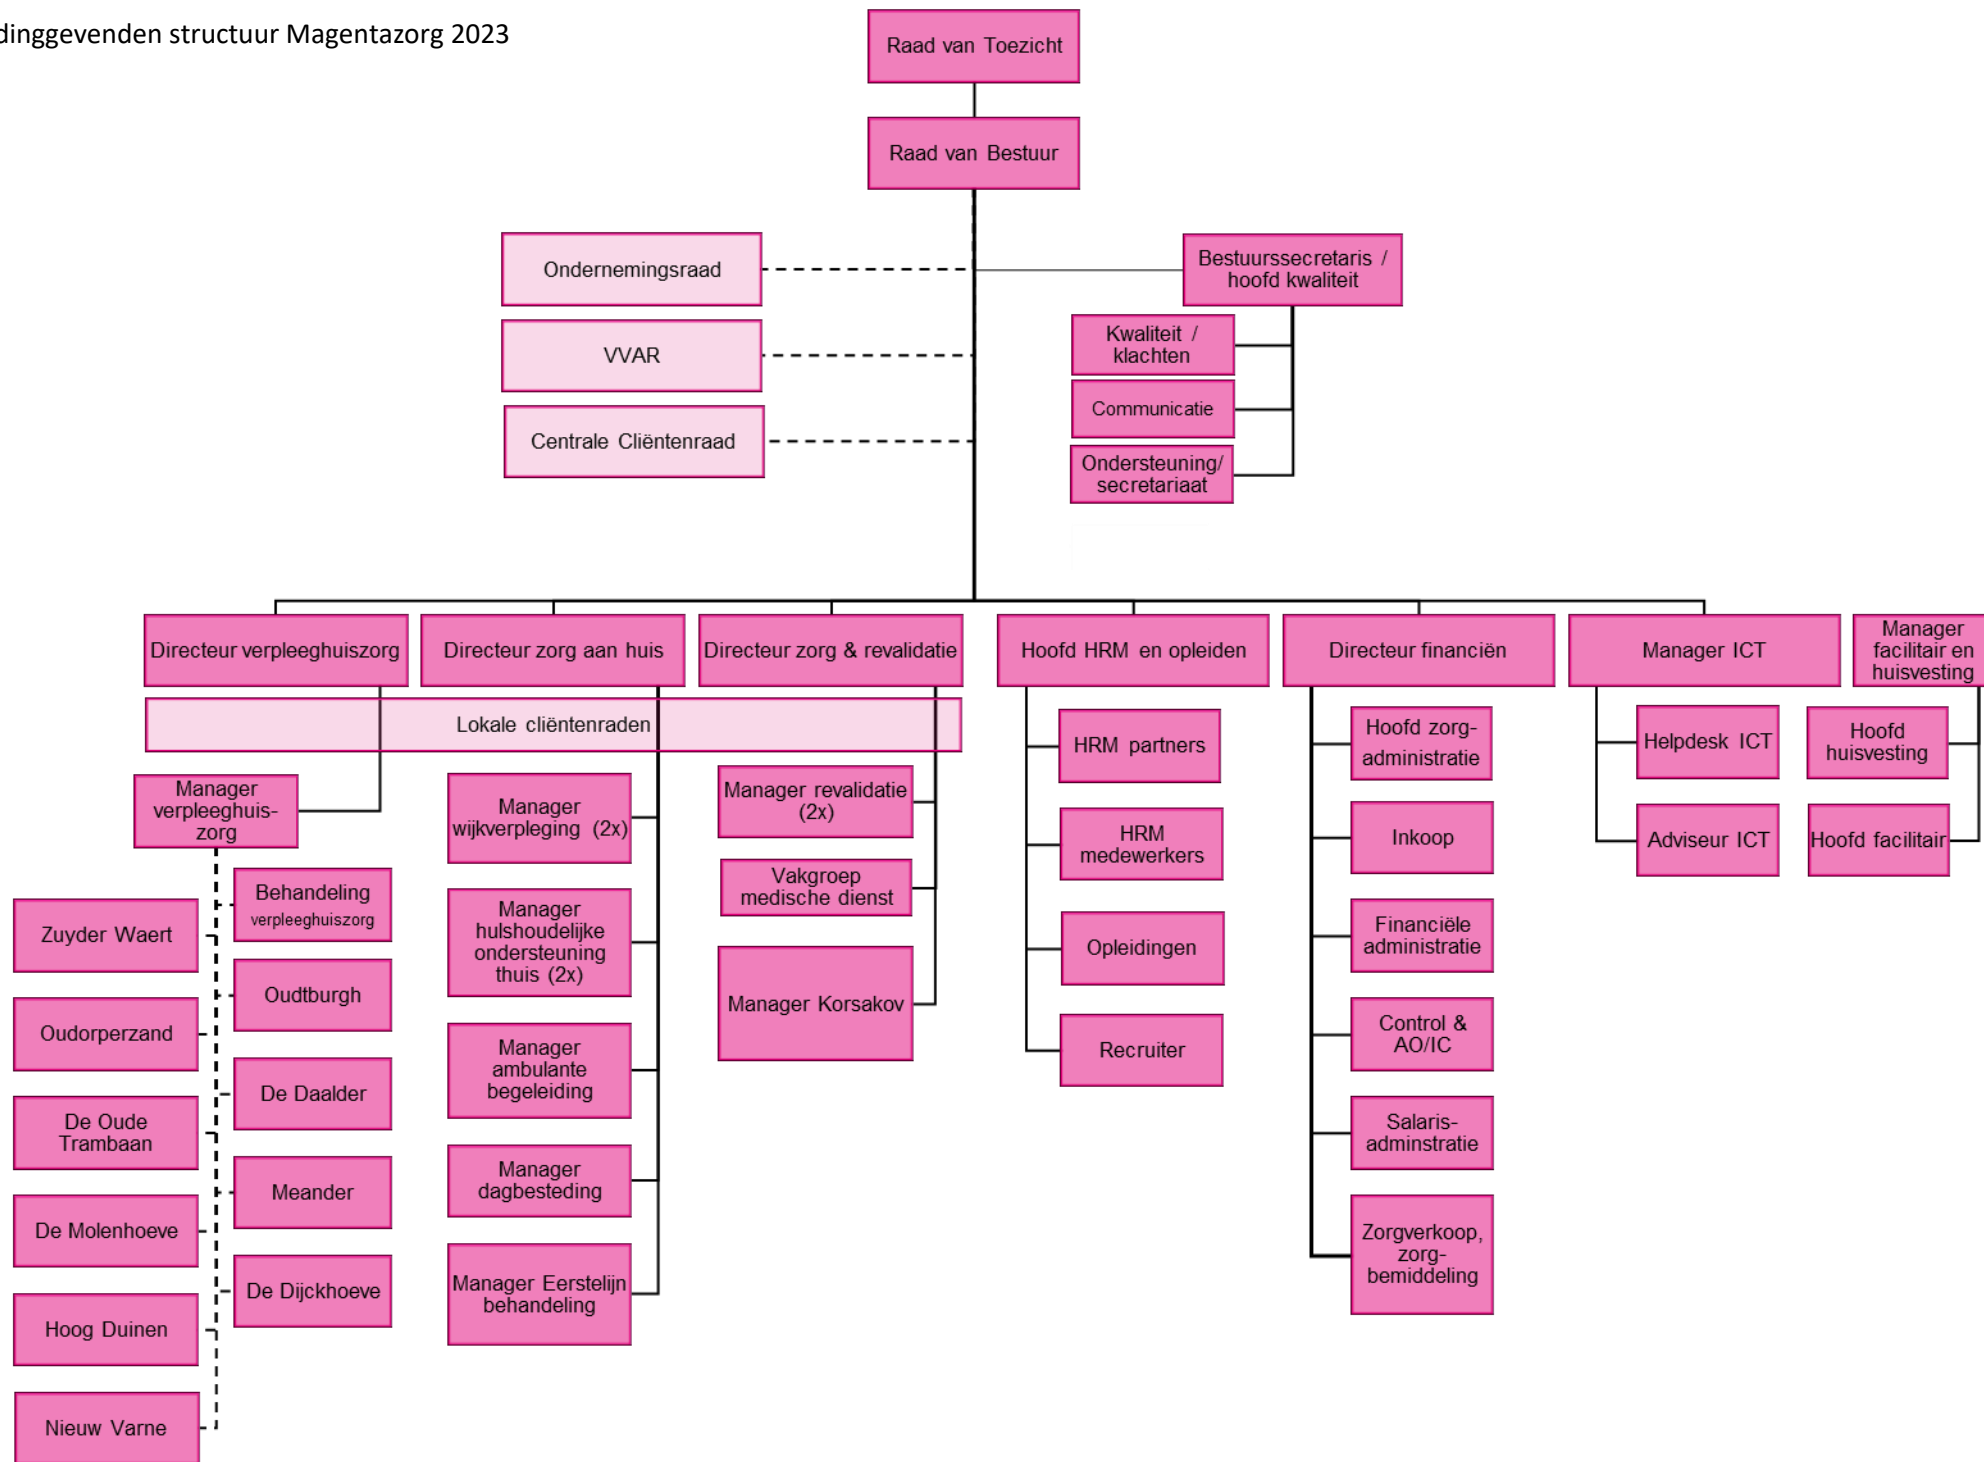 dinggevenden structuur Magentazorg 2023
Raad van Toezicht
Raad van Bestuur
Ondernemingsraad
VVAR
Centrale Cliëntenraad
Bestuurssecretaris /
hoofd kwaliteit
Kwaliteit /
klachten
Communicatie
Ondersteuning/
secretariaat
Directeur verpleeghuiszorg
Directeur zorg aan huis
Directeur zorg & revalidatie
Hoofd HRM en opleiden
Directeur financiën
Manager ICT
Manager
facilitair en
huisvesting
Lokale cliëntenraden
Manager
verpleeghuis-
zorg
Behandeling
verpleeghuiszorg
Zuyder Waert
Oudtburgh
Oudorperzand
De Daalder
De Oude
Trambaan
Meander
De Molenhoeve
De Dijckhoeve
Hoog Duinen
Nieuw Varne
Manager
wijkverpleging (2x)
Manager
hulshoudelijke
ondersteuning
thuis (2x)
Manager
ambulante
begeleiding
Manager
dagbesteding
Manager Eerstelijn
behandeling
Manager revalidatie
(2x)
Vakgroep
medische dienst
Manager Korsakov
HRM partners
HRM
medewerkers
Opleidingen
Recruiter
Hoofd zorg-
administratie
Inkoop
Financiële
administratie
Control &
AO/IC
Salaris-
adminstratie
Zorgverkoop,
zorg-
bemiddeling
Helpdesk ICT
Adviseur ICT
Hoofd
huisvesting
Hoofd facilitair